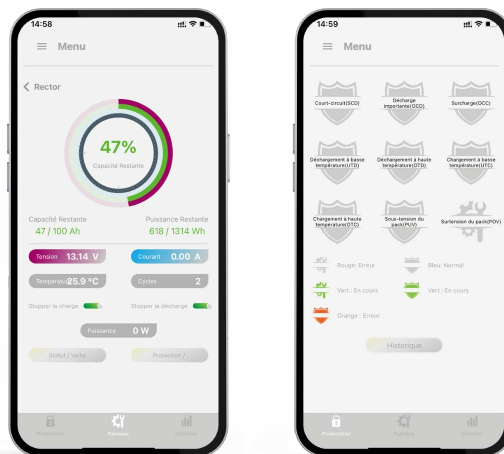 14:58
Menu
Rector
47%
Capacité Restante
Capacité Restante
Puissance Restante
47 / 100 Ah
618 / 1314 Wh
Tension 13.14 V
Courant 0.00 A
Températu 25.9 °C
Cycles 2
Stopper la charge
Stopper la décharge
Puissance 0 W
Statut / Veille
Protection /
Protections
14:59
Menu
Court-circuit(SCD)
Décharge
importante(OCD)
Surcharge(OCC)
Déchargement à basse
température(UTD)
Déchargement à haute
température(OTD)
Chargement à basse
température(UTC)
Chargement à haute
température(OTC)
Sous-tension du
pack(PUV)
Surtension du pack(POV)
Rouge: Erreur
Bleu: Normal
Vert : En cours
Vert : En cours
Orange : Erreur
Historique
Protections